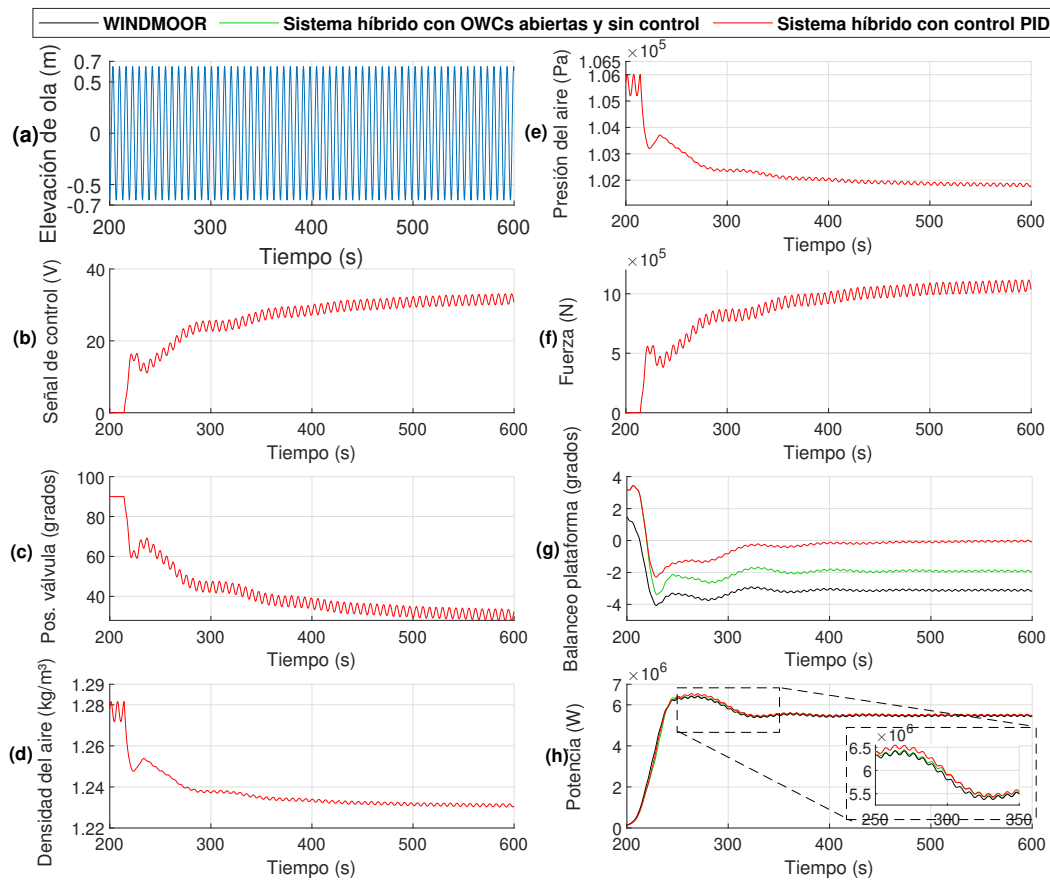 WINDMOOR Sistema híbrido con OWCs abiertas y sin control Sistema híbrido con control PID
(a)
Elevación de ola (m)
0.7
0.5
0
-0.5
-0.7
200 300 400 500 600
Tiempo (s)
(e)
Presión del aire (Pa)
×10⁵
1.065
1.06
1.05
1.04
1.03
1.02
200 300 400 500 600
Tiempo (s)
(b)
Señal de control (V)
40
20
0
200 300 400 500 600
Tiempo (s)
(f)
Fuerza (N)
×10⁵
10
5
0
200 300 400 500 600
Tiempo (s)
(c)
Pos. válvula (grados)
100
80
60
40
200 300 400 500 600
Tiempo (s)
(g)
Balanceo plataforma (grados)
4
2
0
-2
-4
200 300 400 500 600
Tiempo (s)
(d)
Densidad del aire (kg/m³)
1.29
1.28
1.26
1.24
1.22
200 300 400 500 600
Tiempo (s)
(h)
Potencia (W)
×10⁶
7
6
4
2
0
200 300 400 500 600
Tiempo (s)
×10⁶
6.5
6
5.5
250 300 350